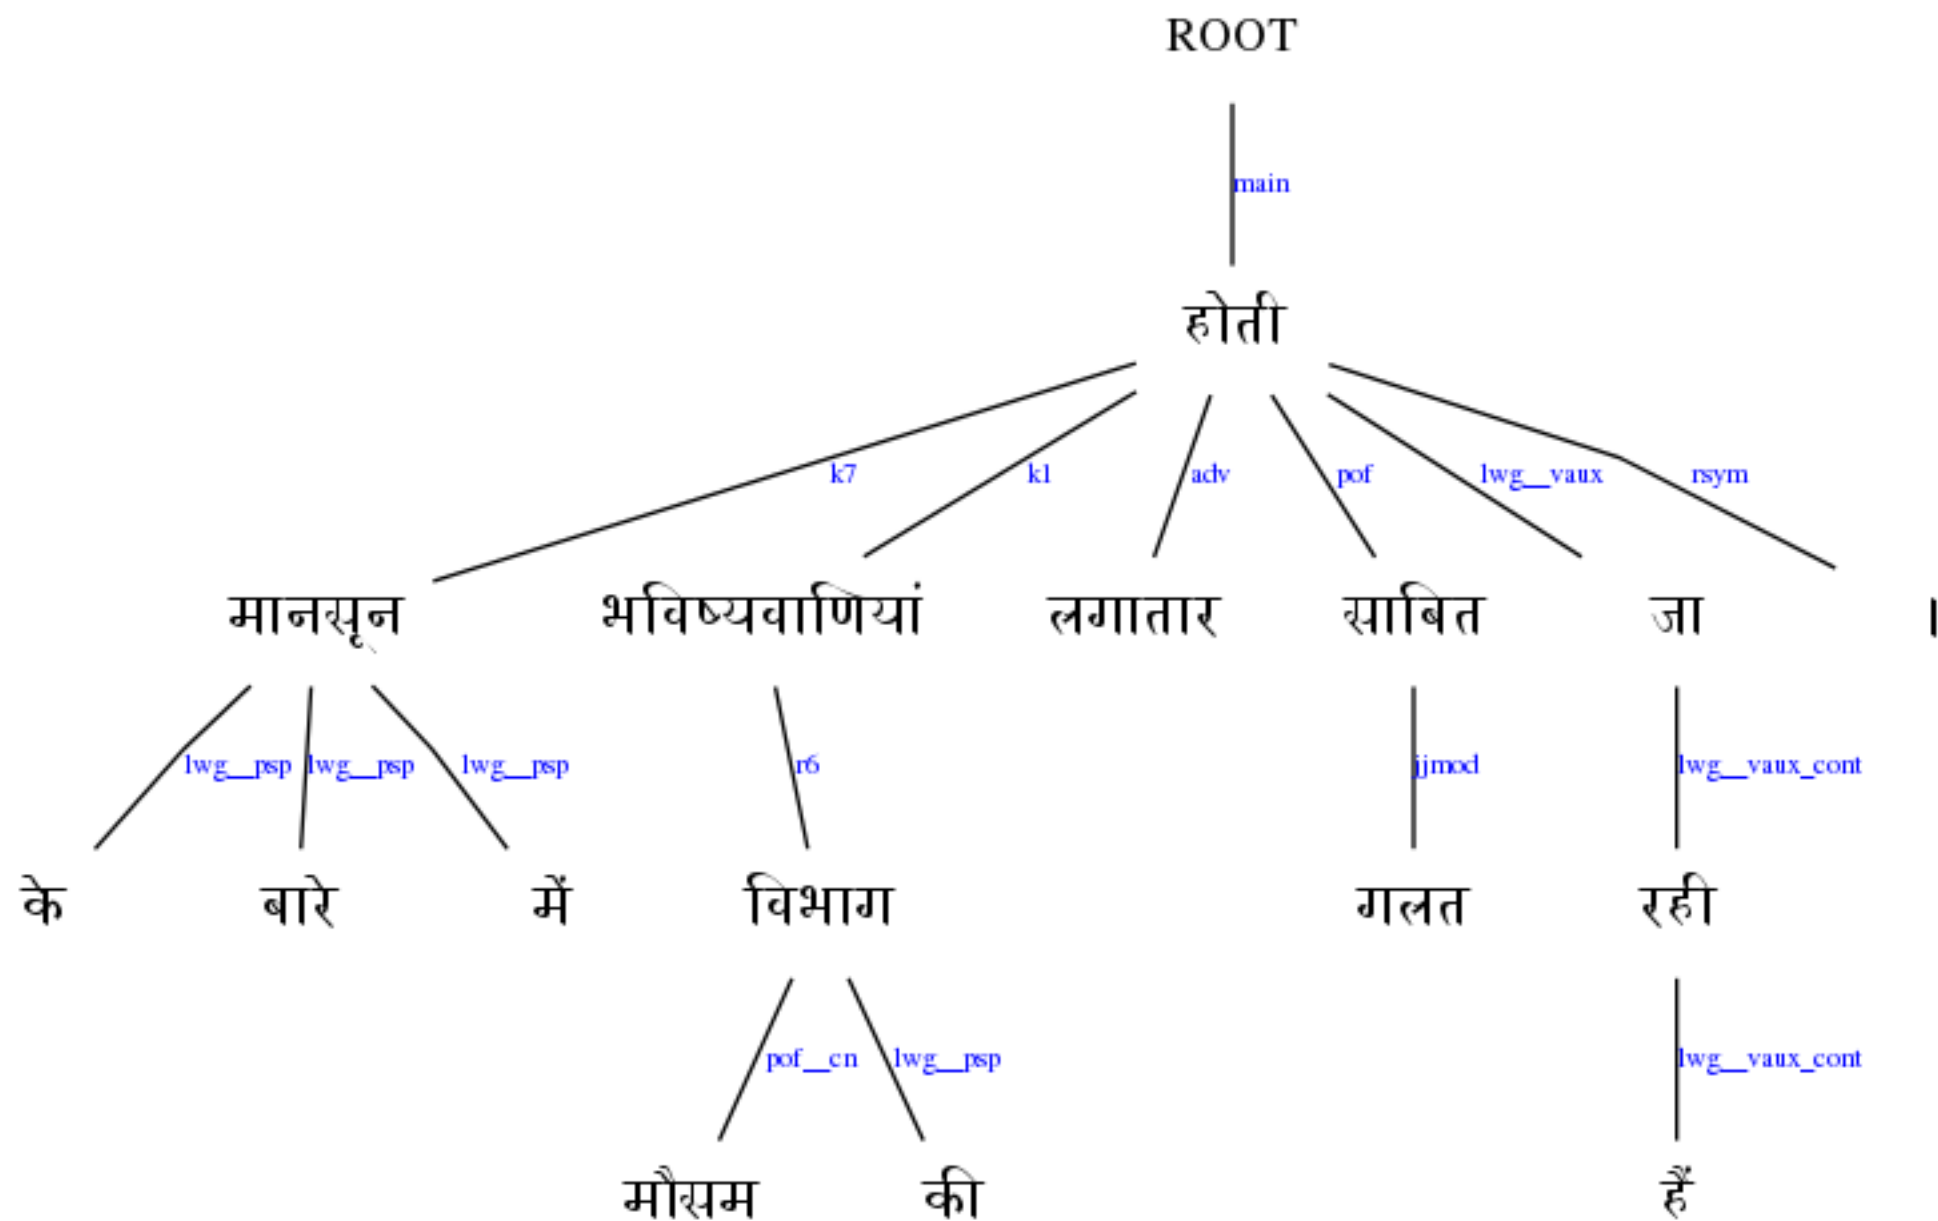 ROOT
main
होती
k7 k1 adv pof lwg__vaux rsym
मानसून भविष्यवाणियां लगातार साबित जा ।
lwg__psp lwg__psp lwg__psp r6 jjmod lwg__vaux_cont
के बारे में विभाग गलत रही
pof__cn lwg__psp lwg__vaux_cont
मौसम की हैं